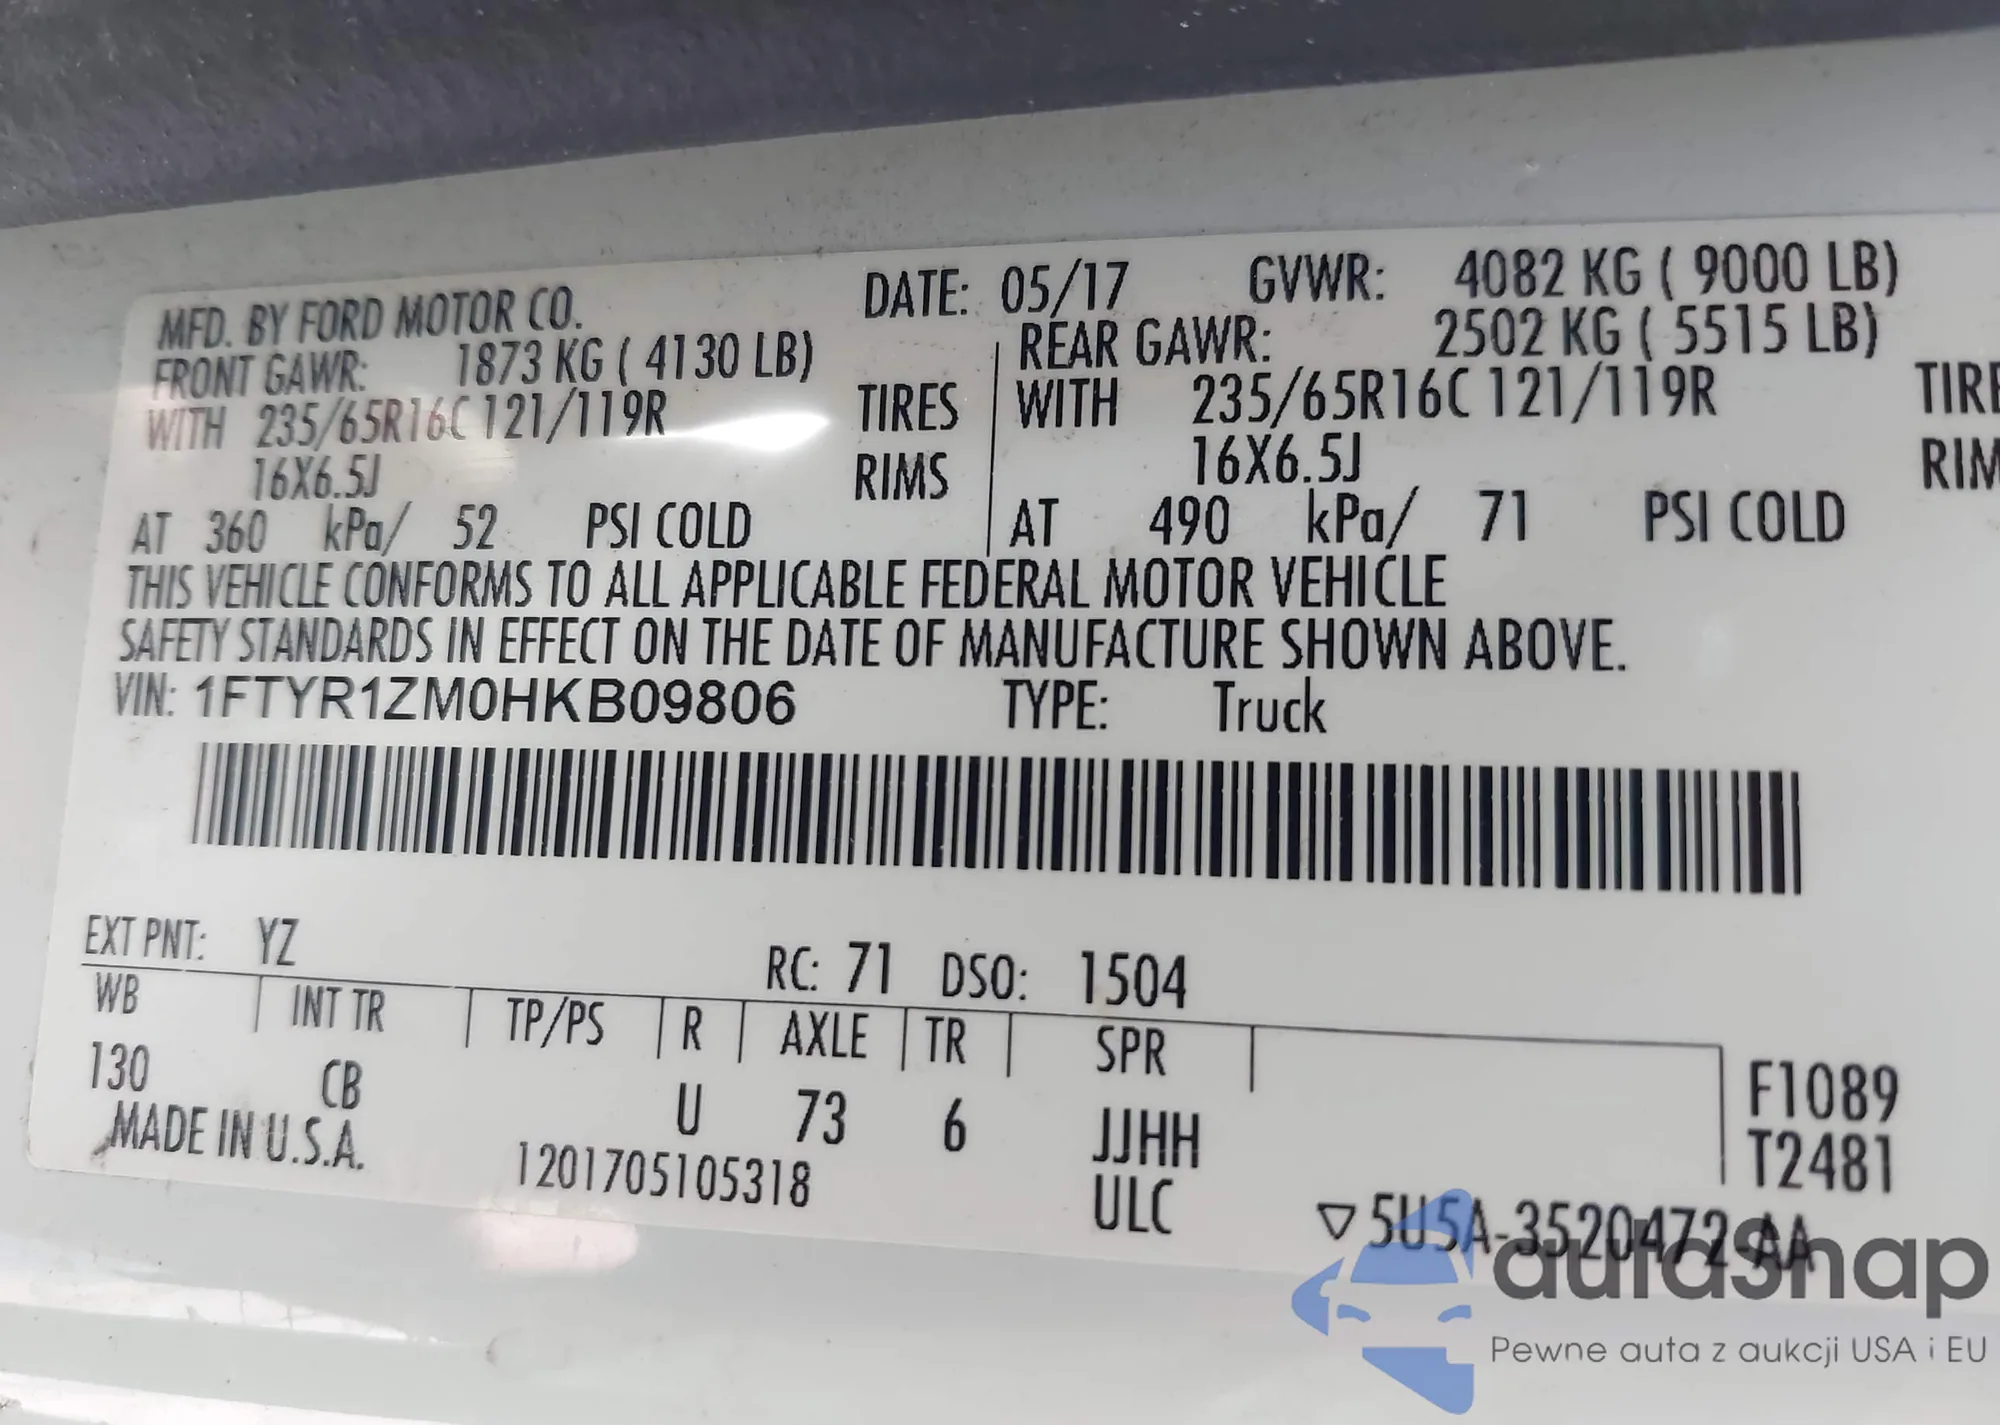 MFD. BY FORD MOTOR CO. DATE: 05/17 GVWR: 4082 KG ( 9000 LB)
FRONT GAWR: 1873 KG ( 4130 LB) REAR GAWR: 2502 KG ( 5515 LB)
WITH 235/65R16C 121/119R TIRES WITH 235/65R16C 121/119R TIRE
16X6.5J RIMS 16X6.5J RIM
AT 360 kPa/ 52 PSI COLD AT 490 kPa/ 71 PSI COLD
THIS VEHICLE CONFORMS TO ALL APPLICABLE FEDERAL MOTOR VEHICLE
SAFETY STANDARDS IN EFFECT ON THE DATE OF MANUFACTURE SHOWN ABOVE.
VIN: 1FTYR1ZM0HKB09806 TYPE: Truck
EXT PNT: YZ RC: 71 DSO: 1504
WB INT TR TP/PS R AXLE TR SPR
130 CB U 73 6 JJHH F1089
MADE IN U.S.A. 1201705105318 ULC T2481
▽5U5A-3520472-AA
autasnap
Pewne auta z aukcji USA i EU